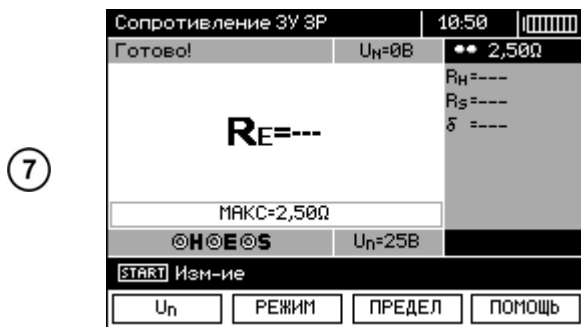 Сопротивление ЗУ 3P 10:50
Готово! UN=0В •• 2,50Ω
RH=---
RS=---
δ =---
RE=---
7
МАКС=2,50Ω
◎H◎E◎S Un=25В
START Изм-ие
Un РЕЖИМ ПРЕДЕЛ ПОМОЩЬ